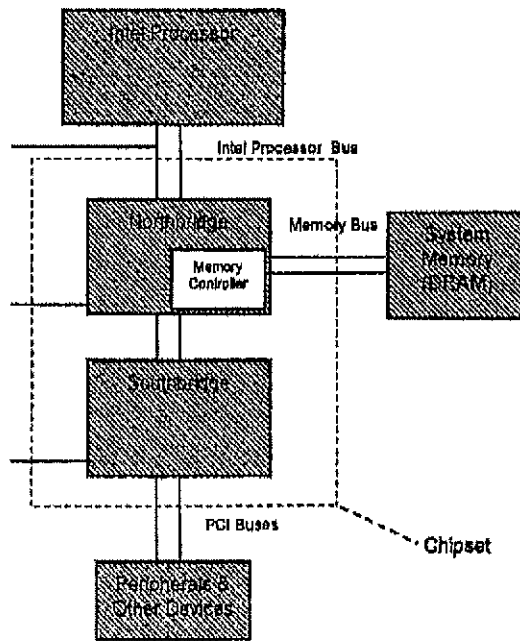 Intel Processor
Intel Processor Bus
Northbridge
Memory Bus
System
Memory
(DRAM)
Memory
Controller
Southbridge
PCI Buses
Chipset
Peripherals &
Other Devices